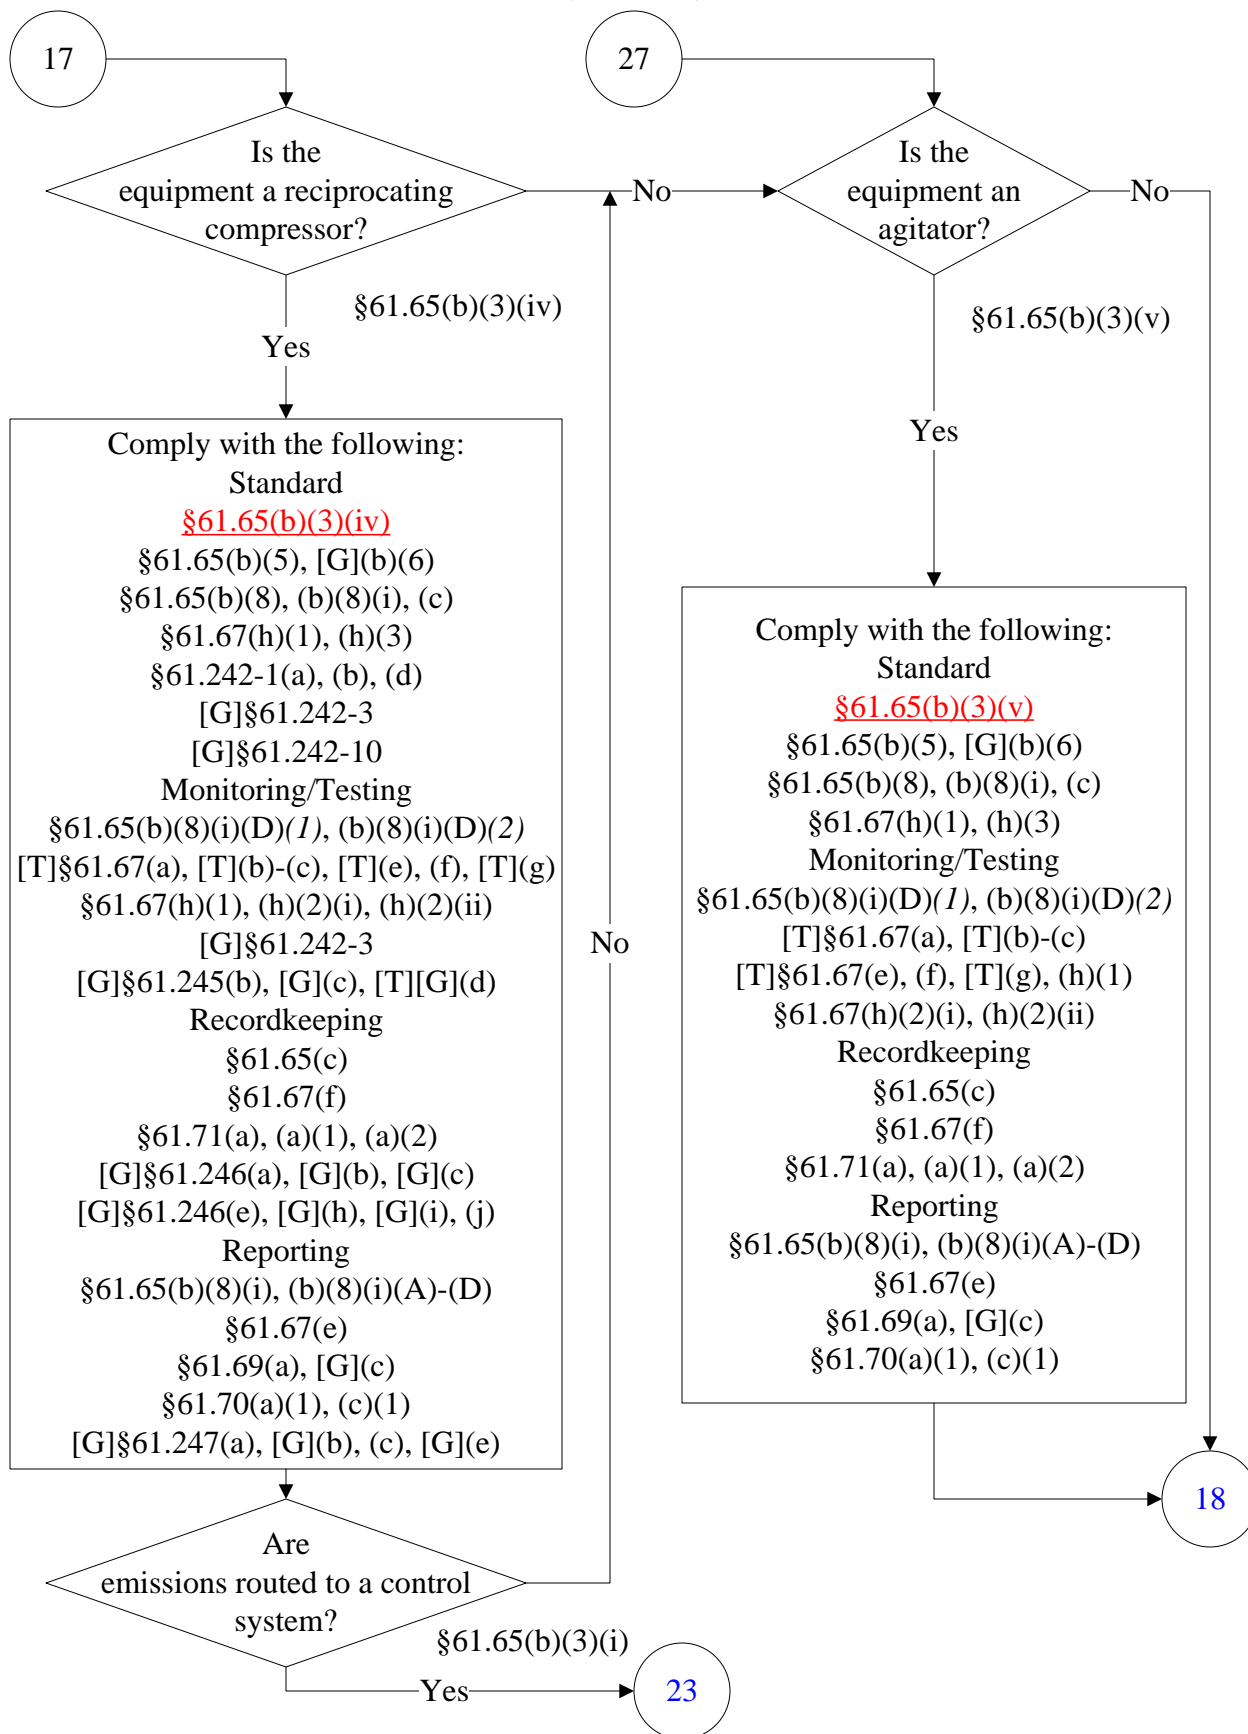 17
Is the
equipment a reciprocating
compressor?
No
§61.65(b)(3)(iv)
Yes
Comply with the following:
Standard
§61.65(b)(3)(iv)
§61.65(b)(5), [G](b)(6)
§61.65(b)(8), (b)(8)(i), (c)
§61.67(h)(1), (h)(3)
§61.242-1(a), (b), (d)
[G]§61.242-3
[G]§61.242-10
Monitoring/Testing
§61.65(b)(8)(i)(D)(1), (b)(8)(i)(D)(2)
[T]§61.67(a), [T](b)-(c), [T](e), (f), [T](g)
§61.67(h)(1), (h)(2)(i), (h)(2)(ii)
[G]§61.242-3
[G]§61.245(b), [G](c), [T][G](d)
Recordkeeping
§61.65(c)
§61.67(f)
§61.71(a), (a)(1), (a)(2)
[G]§61.246(a), [G](b), [G](c)
[G]§61.246(e), [G](h), [G](i), (j)
Reporting
§61.65(b)(8)(i), (b)(8)(i)(A)-(D)
§61.67(e)
§61.69(a), [G](c)
§61.70(a)(1), (c)(1)
[G]§61.247(a), [G](b), (c), [G](e)
Are
emissions routed to a control
system?
No
§61.65(b)(3)(i)
Yes
23
27
Is the
equipment an
agitator?
No
§61.65(b)(3)(v)
Yes
Comply with the following:
Standard
§61.65(b)(3)(v)
§61.65(b)(5), [G](b)(6)
§61.65(b)(8), (b)(8)(i), (c)
§61.67(h)(1), (h)(3)
Monitoring/Testing
§61.65(b)(8)(i)(D)(1), (b)(8)(i)(D)(2)
[T]§61.67(a), [T](b)-(c)
[T]§61.67(e), (f), [T](g), (h)(1)
§61.67(h)(2)(i), (h)(2)(ii)
Recordkeeping
§61.65(c)
§61.67(f)
§61.71(a), (a)(1), (a)(2)
Reporting
§61.65(b)(8)(i), (b)(8)(i)(A)-(D)
§61.67(e)
§61.69(a), [G](c)
§61.70(a)(1), (c)(1)
18